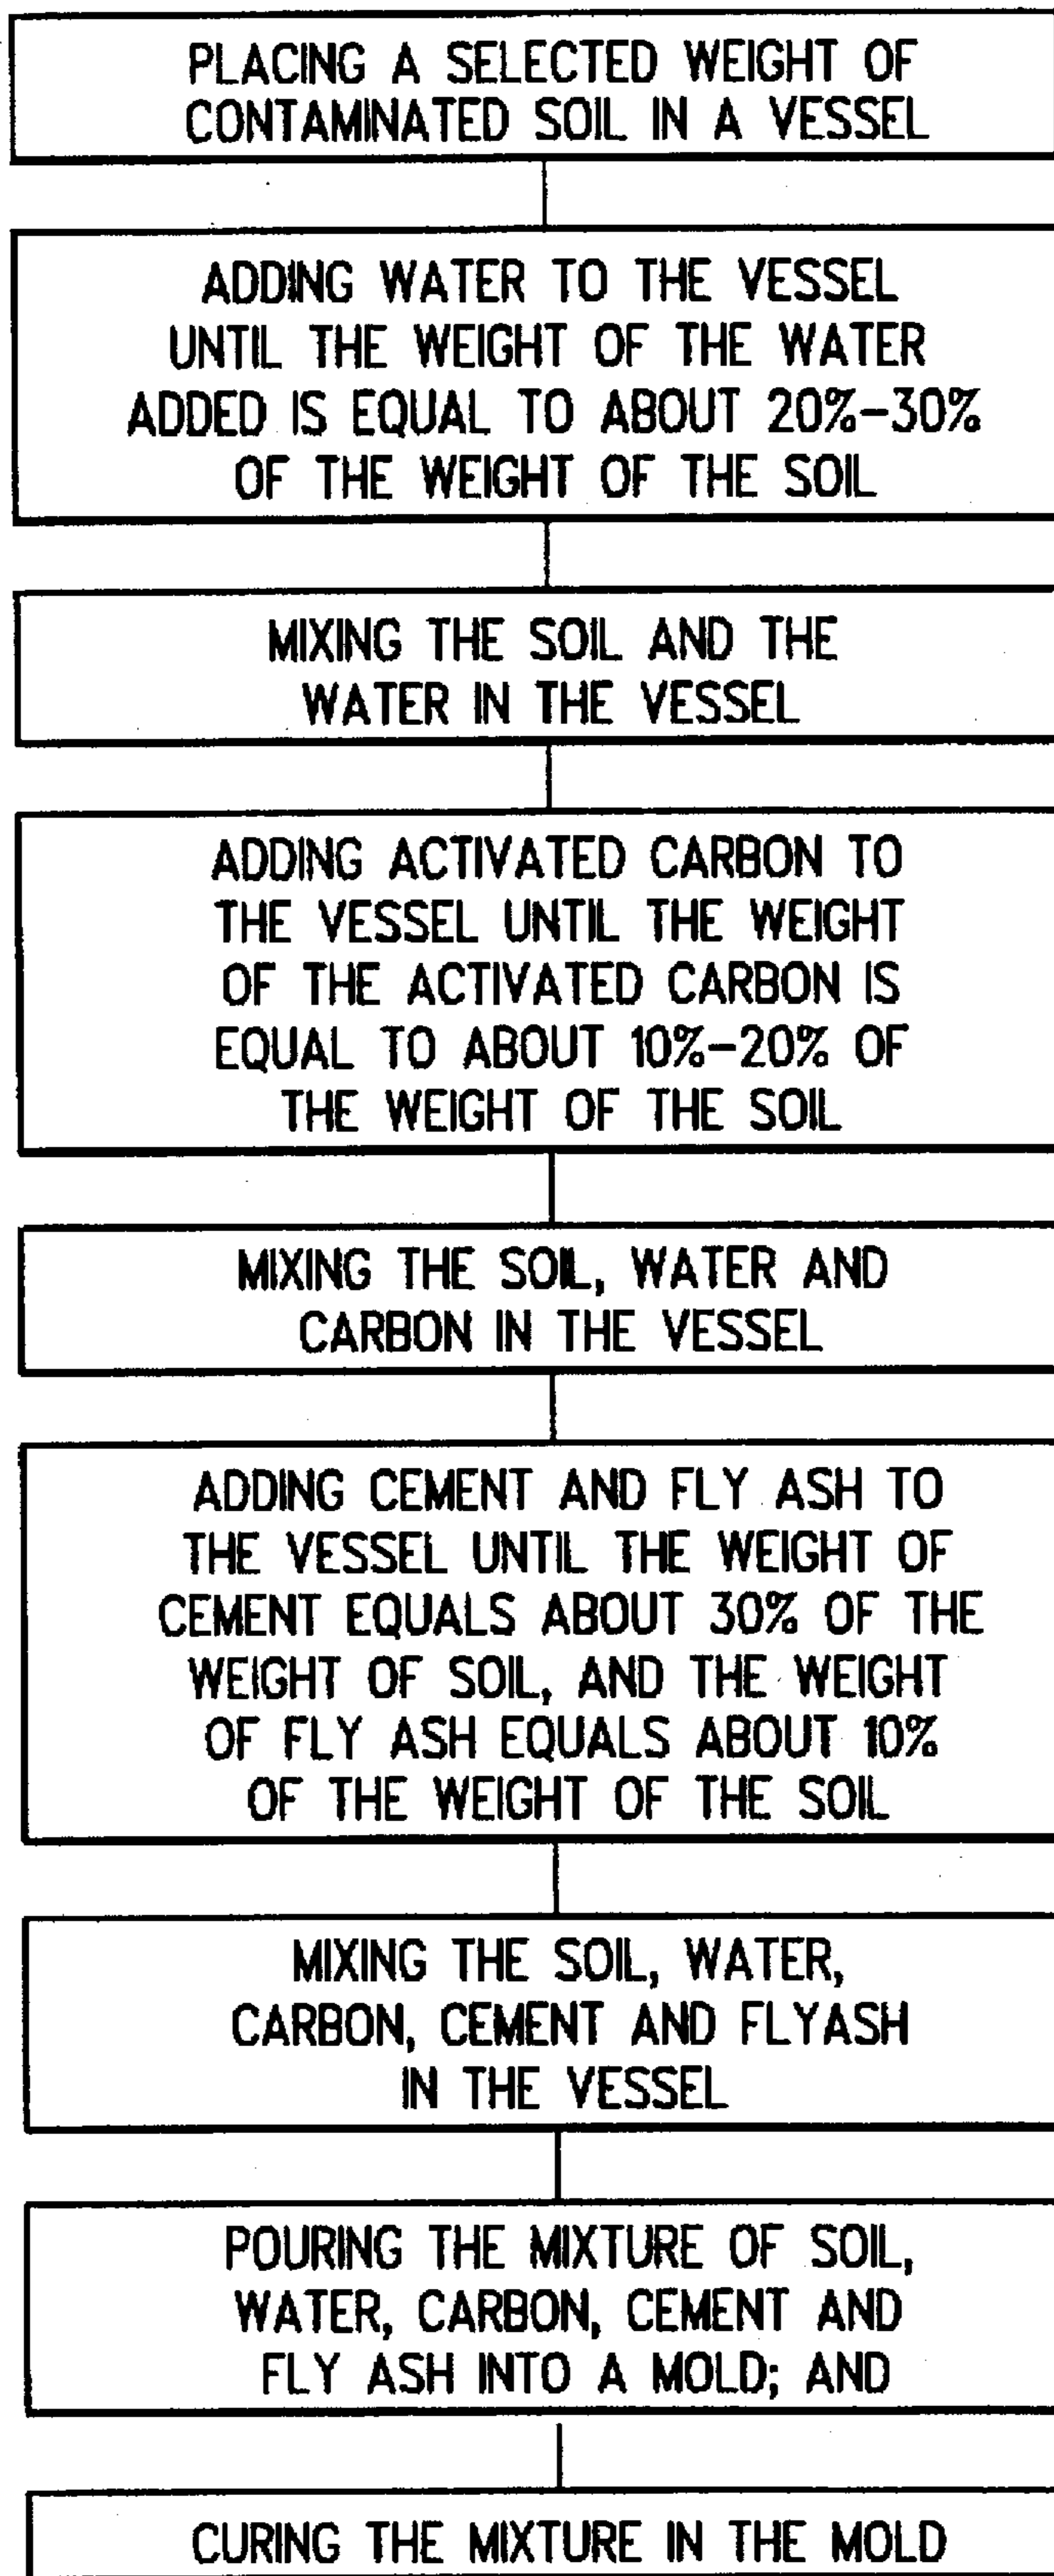 PLACING A SELECTED WEIGHT OF
CONTAMINATED SOIL IN A VESSEL
ADDING WATER TO THE VESSEL
UNTIL THE WEIGHT OF THE WATER
ADDED IS EQUAL TO ABOUT 20%-30%
OF THE WEIGHT OF THE SOIL
MIXING THE SOIL AND THE
WATER IN THE VESSEL
ADDING ACTIVATED CARBON TO
THE VESSEL UNTIL THE WEIGHT
OF THE ACTIVATED CARBON IS
EQUAL TO ABOUT 10%-20% OF
THE WEIGHT OF THE SOIL
MIXING THE SOIL, WATER AND
CARBON IN THE VESSEL
ADDING CEMENT AND FLY ASH TO
THE VESSEL UNTIL THE WEIGHT OF
CEMENT EQUALS ABOUT 30% OF THE
WEIGHT OF SOIL, AND THE WEIGHT
OF FLY ASH EQUALS ABOUT 10%
OF THE WEIGHT OF THE SOIL
MIXING THE SOIL, WATER,
CARBON, CEMENT AND FLYASH
IN THE VESSEL
POURING THE MIXTURE OF SOIL,
WATER, CARBON, CEMENT AND
FLY ASH INTO A MOLD; AND
CURING THE MIXTURE IN THE MOLD